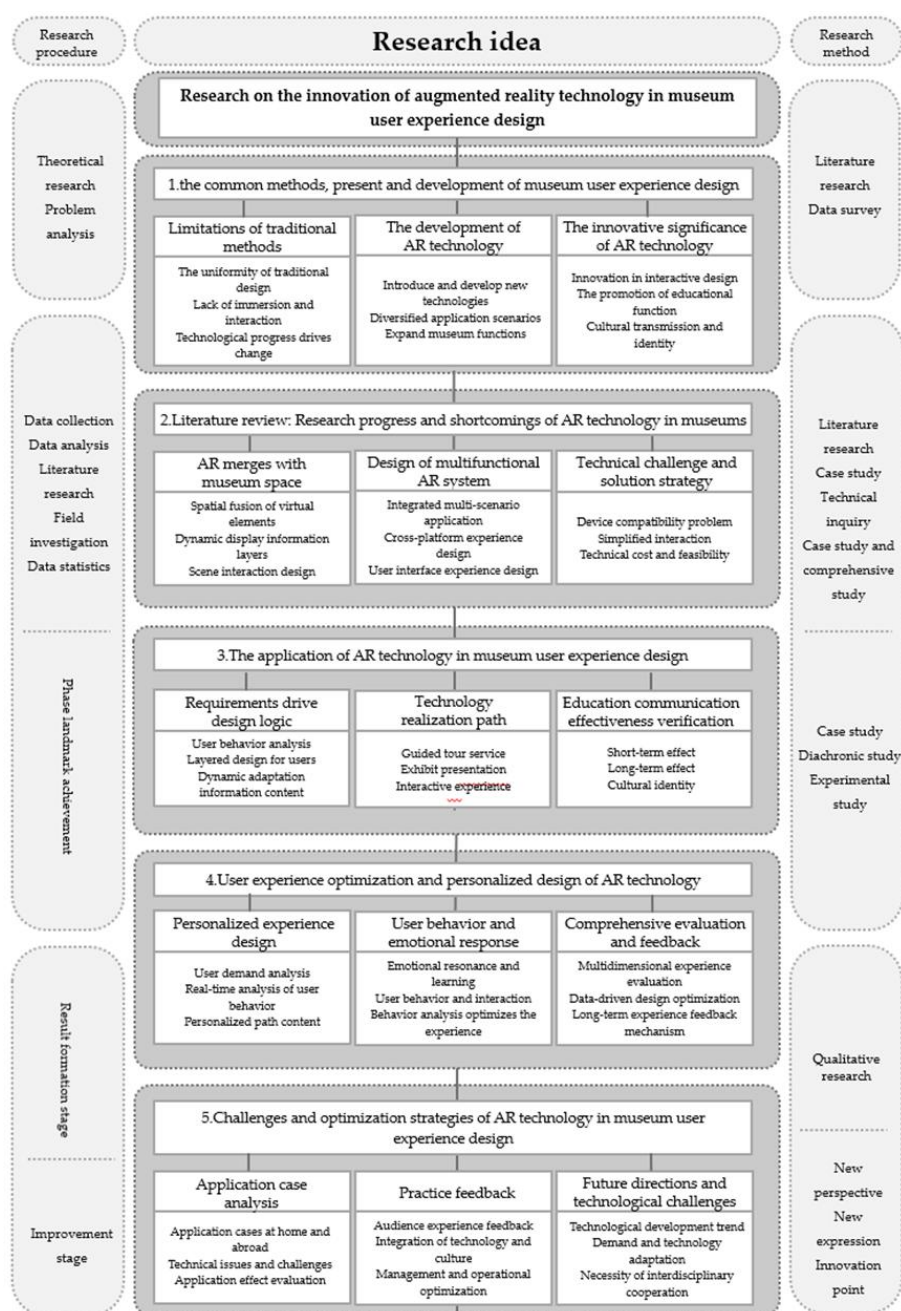 Research
procedure
Research idea
Research
method
Research on the innovation of augmented reality technology in museum
user experience design
Theoretical
research
Problem
analysis
Literature
research
Data survey
1.the common methods, present and development of museum user experience design
Limitations of traditional
methods
The uniformity of traditional
design
Lack of immersion and
interaction
Technological progress drives
change
The development of
AR technology
Introduce and develop new
technologies
Diversified application scenarios
Expand museum functions
The innovative significance
of AR technology
Innovation in interactive design
The promotion of educational
function
Cultural transmission and
identity
Data collection
Data analysis
Literature
research
Field
investigation
Data statistics
2.Literature review: Research progress and shortcomings of AR technology in museums
AR merges with
museum space
Spatial fusion of virtual
elements
Dynamic display information
layers
Scene interaction design
Design of multifunctional
AR system
Integrated multi-scenario
application
Cross-platform experience
design
User interface experience design
Technical challenge and
solution strategy
Device compatibility problem
Simplified interaction
Technical cost and feasibility
Literature
research
Case study
Technical
inquiry
Case study and
comprehensive
study
Phase landmark achievement
3.The application of AR technology in museum user experience design
Requirements drive
design logic
User behavior analysis
Layered design for users
Dynamic adaptation
information content
Technology
realization path
Guided tour service
Exhibit presentation
Interactive experience
Education communication
effectiveness verification
Short-term effect
Long-term effect
Cultural identity
Case study
Diachronic study
Experimental
study
4.User experience optimization and personalized design of AR technology
Personalized experience
design
User demand analysis
Real-time analysis of user
behavior
Personalized path content
User behavior and
emotional response
Emotional resonance and
learning
User behavior and interaction
Behavior analysis optimizes the
experience
Comprehensive evaluation
and feedback
Multidimensional experience
evaluation
Data-driven design optimization
Long-term experience feedback
mechanism
Result formation stage
Qualitative
research
5.Challenges and optimization strategies of AR technology in museum user
experience design
Application case
analysis
Application cases at home and
abroad
Technical issues and challenges
Application effect evaluation
Practice feedback
Audience experience feedback
Integration of technology and
culture
Management and operational
optimization
Future directions and
technological challenges
Technological development trend
Demand and technology
adaptation
Necessity of interdisciplinary
cooperation
Improvement
stage
New
perspective
New
expression
Innovation
point